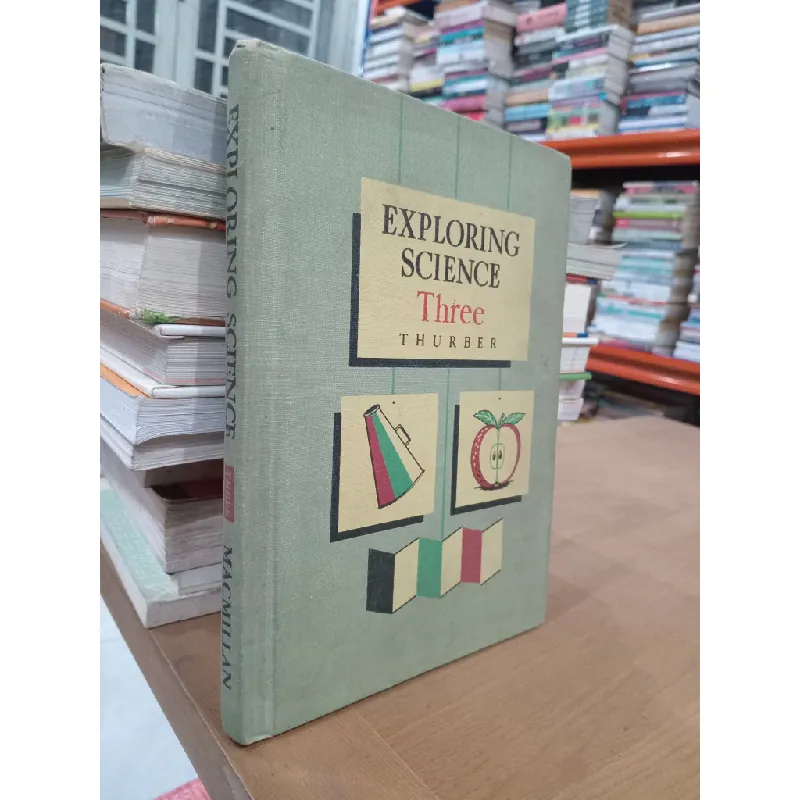 EXPLORING
SCIENCE
Three
THURBER
EXPLORING SCIENCE THREE MACMILLAN